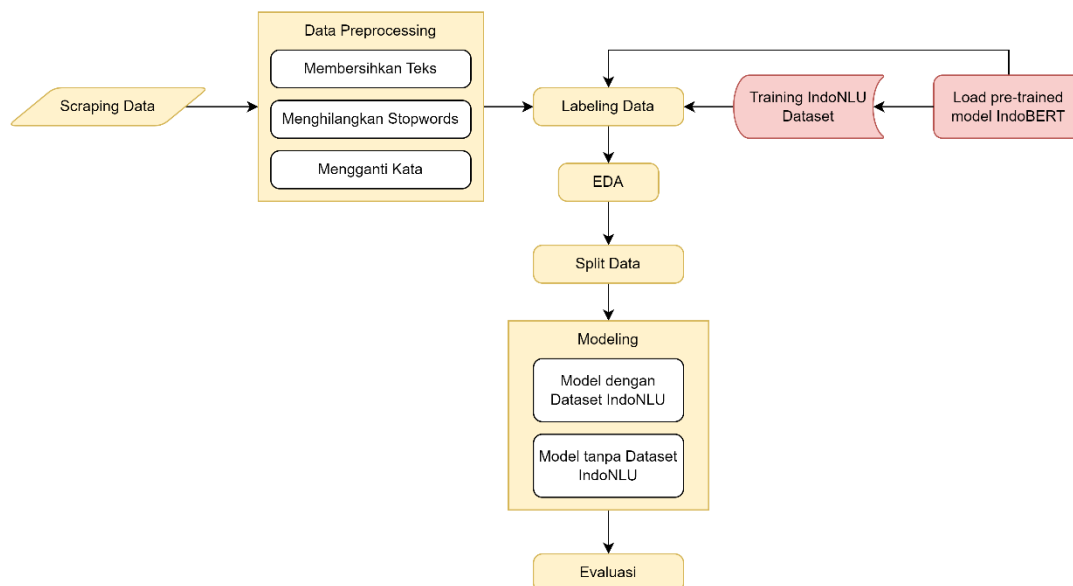 Data Preprocessing
Membersihkan Teks
Scraping Data
Menghilangkan Stopwords
Mengganti Kata
Labeling Data
Training IndoNLU
Dataset
Load pre-trained
model IndoBERT
EDA
Split Data
Modeling
Model dengan
Dataset IndoNLU
Model tanpa Dataset
IndoNLU
Evaluasi